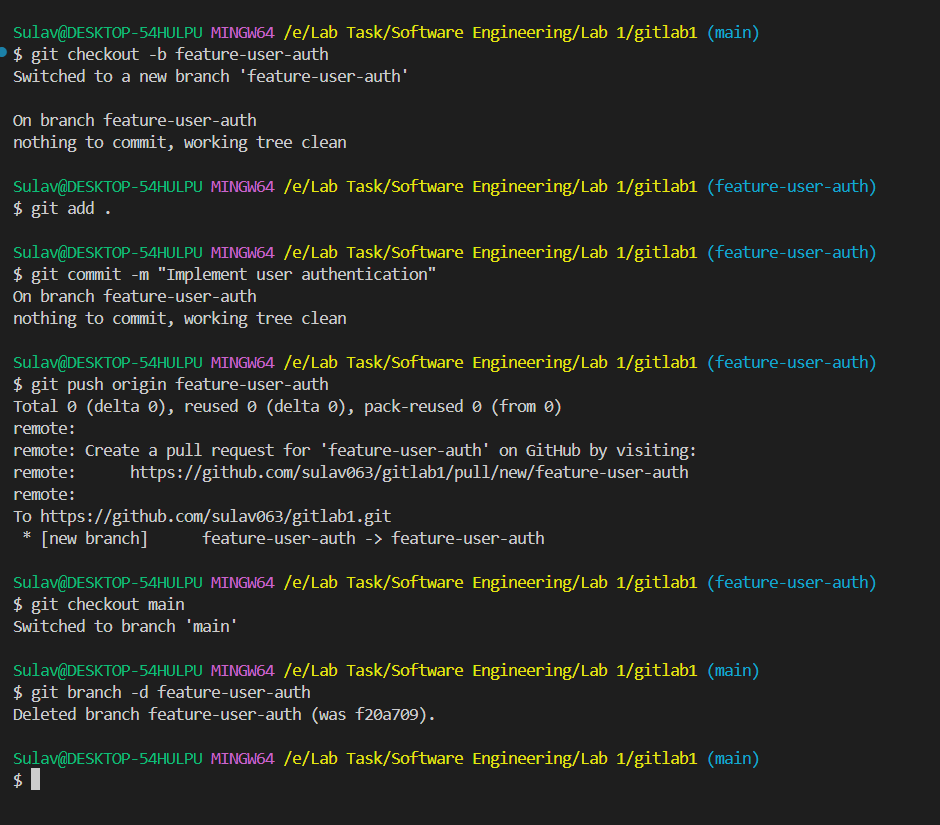 Sulav@DESKTOP-54HULPU MINGW64 /e/Lab Task/Software Engineering/Lab 1/gitlab1 (main)
$ git checkout -b feature-user-auth
Switched to a new branch 'feature-user-auth'
On branch feature-user-auth
nothing to commit, working tree clean
Sulav@DESKTOP-54HULPU MINGW64 /e/Lab Task/Software Engineering/Lab 1/gitlab1 (feature-user-auth)
$ git add .
Sulav@DESKTOP-54HULPU MINGW64 /e/Lab Task/Software Engineering/Lab 1/gitlab1 (feature-user-auth)
$ git commit -m "Implement user authentication"
On branch feature-user-auth
nothing to commit, working tree clean
Sulav@DESKTOP-54HULPU MINGW64 /e/Lab Task/Software Engineering/Lab 1/gitlab1 (feature-user-auth)
$ git push origin feature-user-auth
Total 0 (delta 0), reused 0 (delta 0), pack-reused 0 (from 0)
remote:
remote: Create a pull request for 'feature-user-auth' on GitHub by visiting:
remote:      https://github.com/sulav063/gitlab1/pull/new/feature-user-auth
remote:
To https://github.com/sulav063/gitlab1.git
 * [new branch]      feature-user-auth -> feature-user-auth
Sulav@DESKTOP-54HULPU MINGW64 /e/Lab Task/Software Engineering/Lab 1/gitlab1 (feature-user-auth)
$ git checkout main
Switched to branch 'main'
Sulav@DESKTOP-54HULPU MINGW64 /e/Lab Task/Software Engineering/Lab 1/gitlab1 (main)
$ git branch -d feature-user-auth
Deleted branch feature-user-auth (was f20a709).
Sulav@DESKTOP-54HULPU MINGW64 /e/Lab Task/Software Engineering/Lab 1/gitlab1 (main)
$